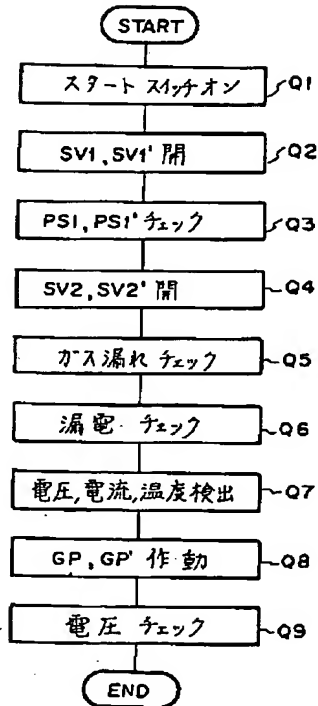 START
スタートスイッチオン Q1
SV1,SV1' 開 Q2
PS1,PS1' チェック Q3
SV2,SV2' 開 Q4
ガス漏れ チェック Q5
漏電 チェック Q6
電圧,電流,温度検出 Q7
GP,GP' 作動 Q8
電圧 チェック Q9
END